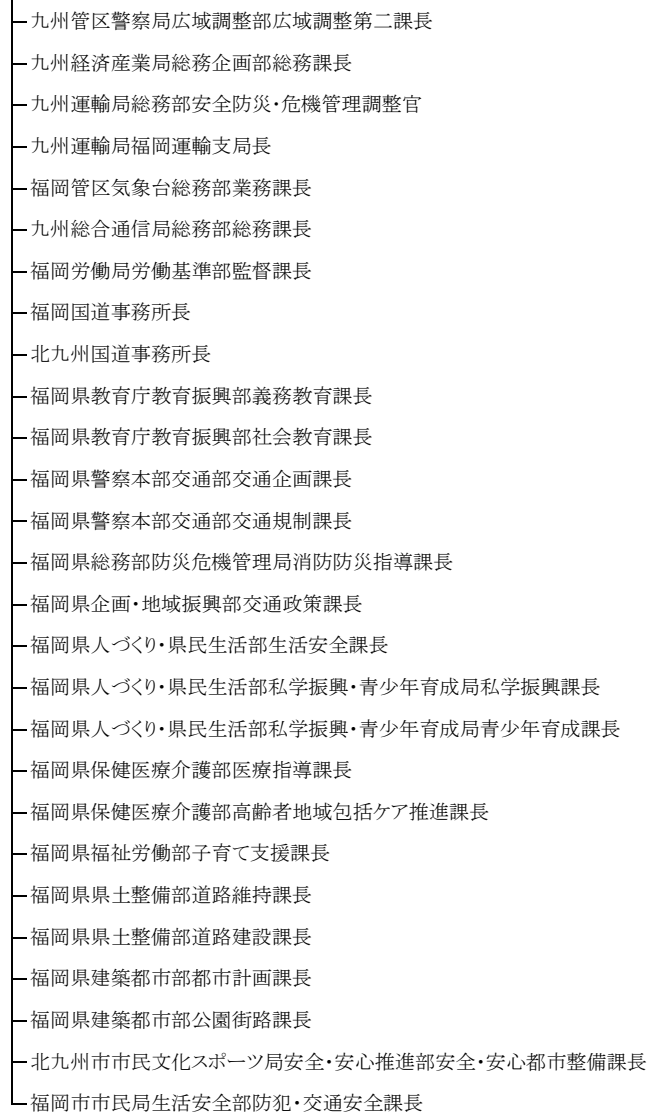 九州管区警察局広域調整部広域調整第二課長
九州経済産業局総務企画部総務課長
九州運輸局総務部安全防災・危機管理調整官
九州運輸局福岡運輸支局長
福岡管区気象台総務部業務課長
九州総合通信局総務部総務課長
福岡労働局労働基準部監督課長
福岡国道事務所長
北九州国道事務所長
福岡県教育庁教育振興部義務教育課長
福岡県教育庁教育振興部社会教育課長
福岡県警察本部交通部交通企画課長
福岡県警察本部交通部交通規制課長
福岡県総務部防災危機管理局消防防災指導課長
福岡県企画・地域振興部交通政策課長
福岡県人づくり・県民生活部生活安全課長
福岡県人づくり・県民生活部私学振興・青少年育成局私学振興課長
福岡県人づくり・県民生活部私学振興・青少年育成局青少年育成課長
福岡県保健医療介護部医療指導課長
福岡県保健医療介護部高齢者地域包括ケア推進課長
福岡県福祉労働部子育て支援課長
福岡県県土整備部道路維持課長
福岡県県土整備部道路建設課長
福岡県建築都市部都市計画課長
福岡県建築都市部公園街路課長
北九州市市民文化スポーツ局安全・安心推進部安全・安心都市整備課長
福岡市市民局生活安全部防犯・交通安全課長